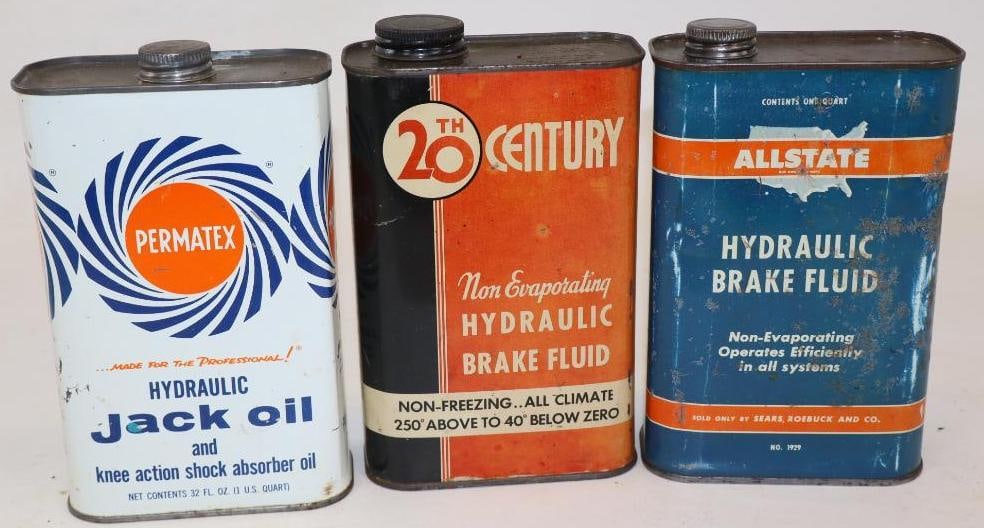 PERMATEX
...MADE FOR THE PROFESSIONAL!
HYDRAULIC
Jack oil
and
knee action shock absorber oil
NET CONTENTS 32 FL. OZ. (1 U.S. QUART)
20TH CENTURY
Non Evaporating
HYDRAULIC
BRAKE FLUID
NON-FREEZING..ALL CLIMATE
250° ABOVE TO 40° BELOW ZERO
CONTENTS ONE QUART
ALLSTATE
HYDRAULIC
BRAKE FLUID
Non-Evaporating
Operates Efficiently
in all systems
SOLD ONLY BY SEARS, ROEBUCK AND CO.
NO. 1929